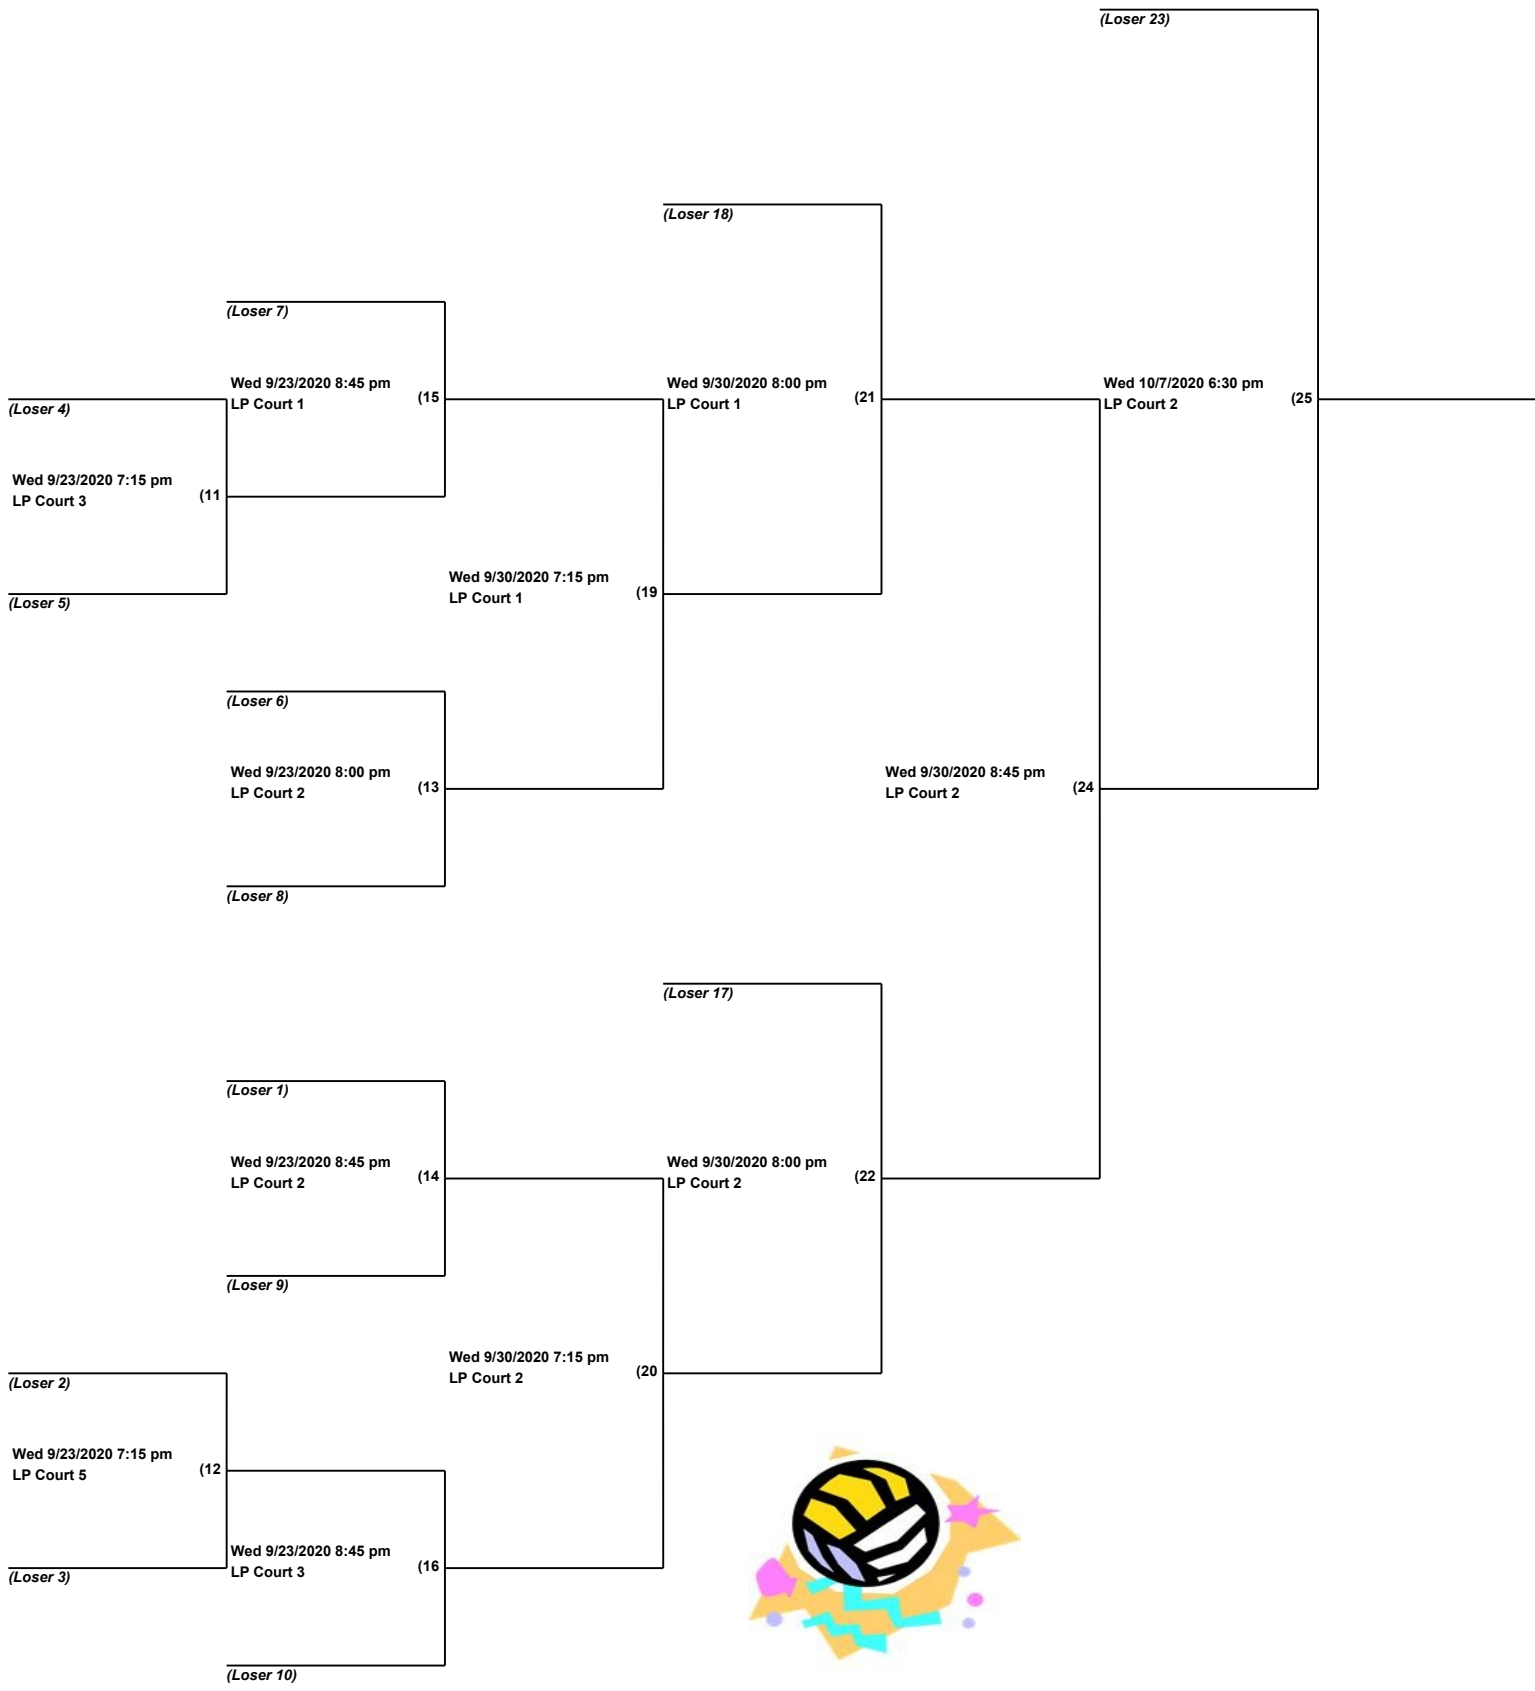 (Loser 23)
(Loser 18)
(Loser 7)
Wed 9/23/2020 8:45 pm
LP Court 1
(15
Wed 9/30/2020 8:00 pm
LP Court 1
(21
Wed 10/7/2020 6:30 pm
LP Court 2
(25
(Loser 4)
Wed 9/23/2020 7:15 pm
LP Court 3
(11
(Loser 5)
Wed 9/30/2020 7:15 pm
LP Court 1
(19
(Loser 6)
Wed 9/23/2020 8:00 pm
LP Court 2
(13
Wed 9/30/2020 8:45 pm
LP Court 2
(24
(Loser 8)
(Loser 17)
(Loser 1)
Wed 9/23/2020 8:45 pm
LP Court 2
(14
Wed 9/30/2020 8:00 pm
LP Court 2
(22
(Loser 9)
Wed 9/30/2020 7:15 pm
LP Court 2
(20
(Loser 2)
Wed 9/23/2020 7:15 pm
LP Court 5
(12
Wed 9/23/2020 8:45 pm
LP Court 3
(16
(Loser 3)
(Loser 10)